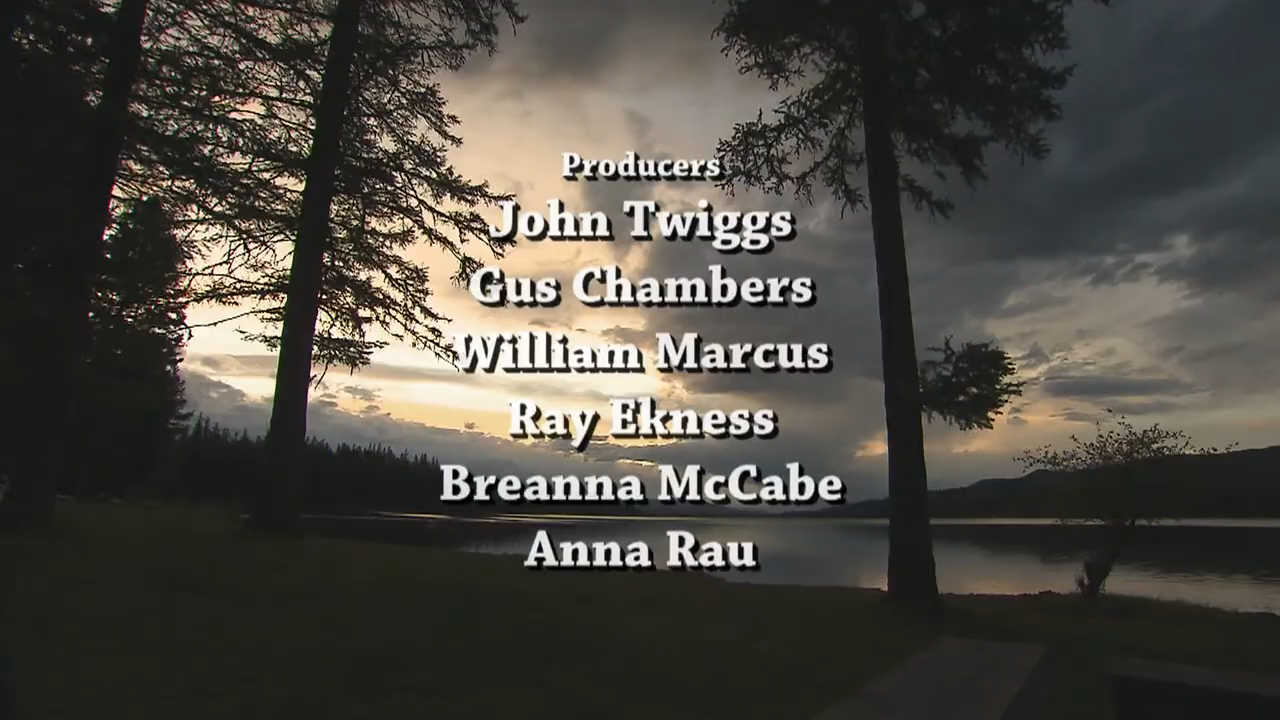 Producers
John Twiggs
Gus Chambers
William Marcus
Ray Ekness
Breanna McCabe
Anna Rau